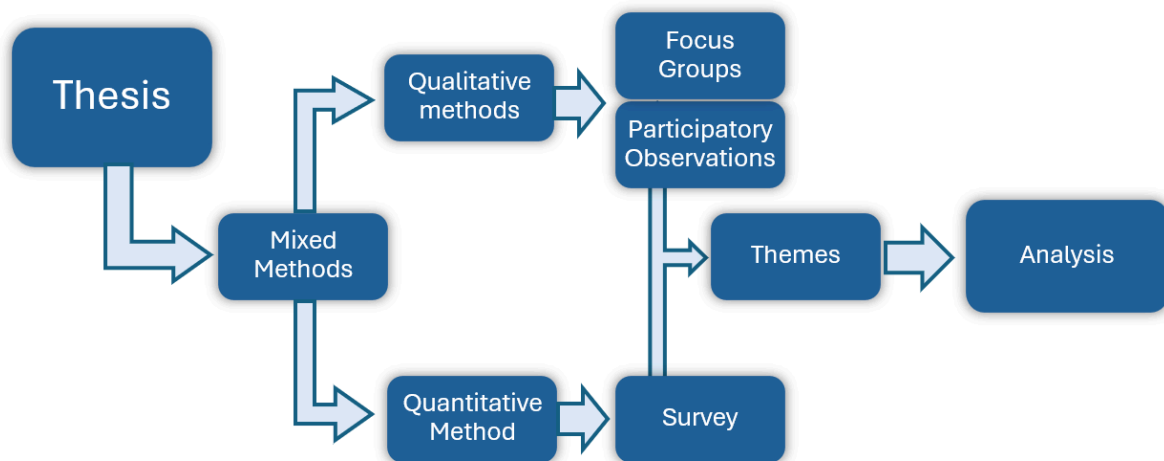 Thesis
Mixed
Methods
Qualitative
methods
Focus
Groups
Participatory
Observations
Quantitative
Method
Survey
Themes
Analysis